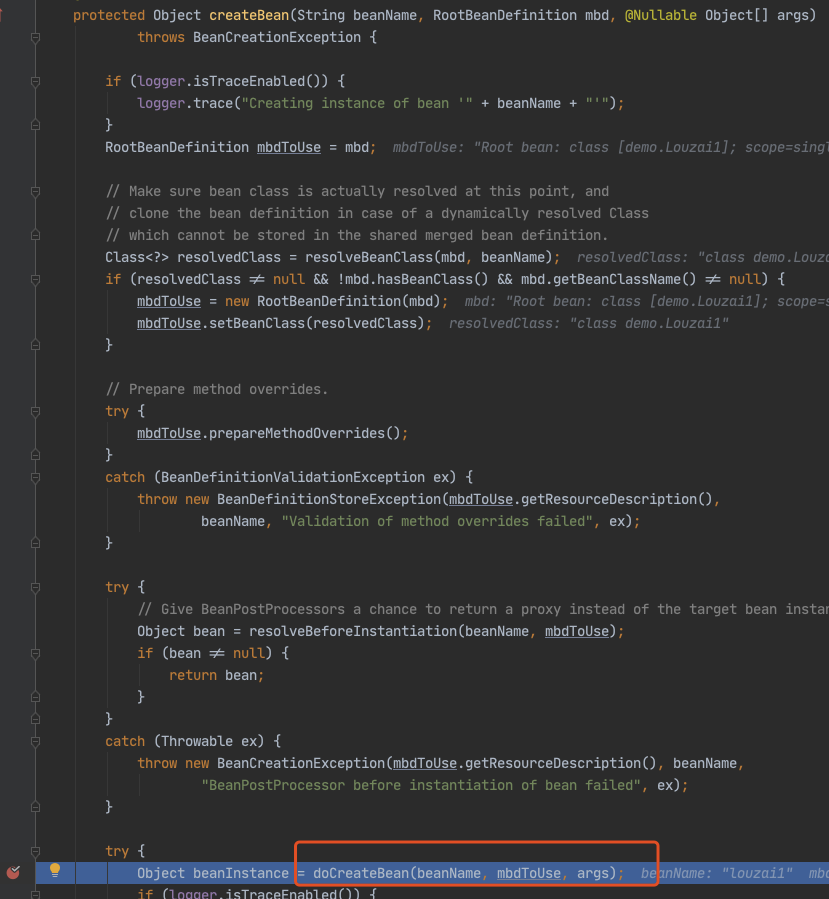 protected Object createBean(String beanName, RootBeanDefinition mbd, @Nullable Object[] args)
throws BeanCreationException {
if (logger.isTraceEnabled()) {
logger.trace("Creating instance of bean '" + beanName + "'");
}
RootBeanDefinition mbdToUse = mbd; mbdToUse: "Root bean: class [demo.Louzai1];
// Make sure bean class is actually resolved at this point, and
// clone the bean definition in case of a dynamically resolved Class
// which cannot be stored in the shared merged bean definition.
Class<?> resolvedClass = resolveBeanClass(mbd, beanName); resolvedClass: "class
if (resolvedClass ≠ null && !mbd.hasBeanClass() && mbd.getBeanClassName() ≠ null) {
mbdToUse = new RootBeanDefinition(mbd); mbd: "Root bean: class [demo.Louzai1];
mbdToUse.setBeanClass(resolvedClass); resolvedClass: "class demo.Louzai1"
}
// Prepare method overrides.
try {
mbdToUse.prepareMethodOverrides();
}
catch (BeanDefinitionValidationException ex) {
throw new BeanDefinitionStoreException(mbdToUse.getResourceDescription(),
beanName, "Validation of method overrides failed", ex);
}
try {
// Give BeanPostProcessors a chance to return a proxy instead of the target bean
Object bean = resolveBeforeInstantiation(beanName, mbdToUse);
if (bean ≠ null) {
return bean;
}
}
catch (Throwable ex) {
throw new BeanCreationException(mbdToUse.getResourceDescription(), beanName,
"BeanPostProcessor before instantiation of bean failed", ex);
}
try {
Object beanInstance = doCreateBean(beanName, mbdToUse, args); beanName: "louzai1"
if (logger.isTraceEnabled()) {